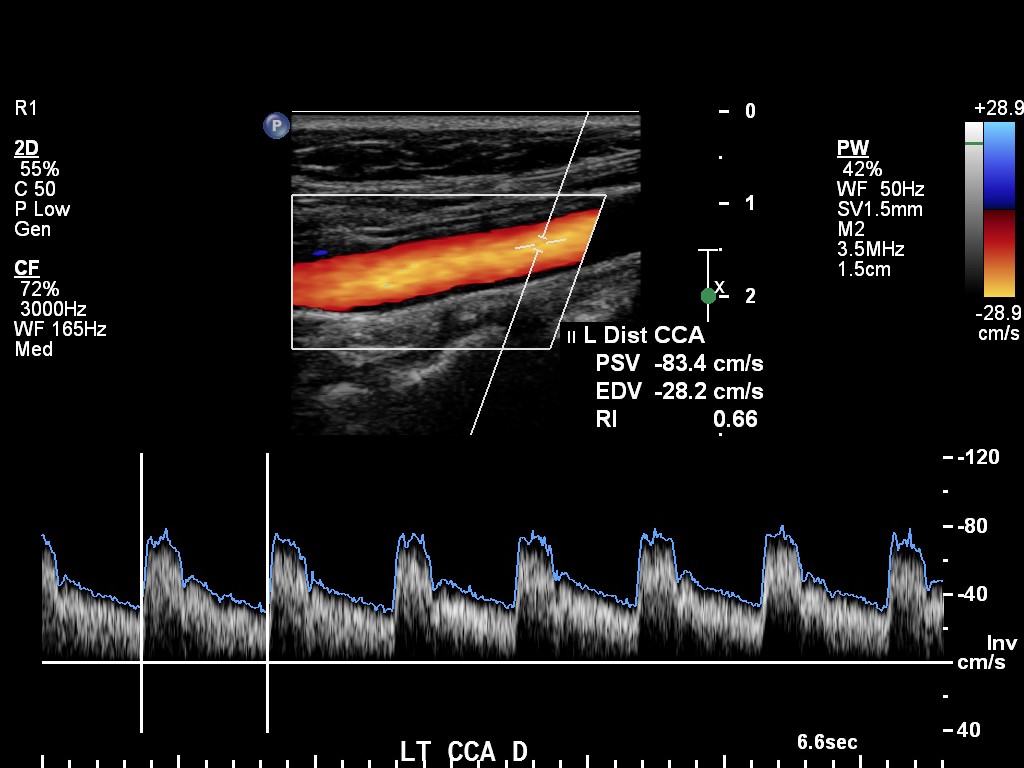 R1
P
2D
55%
C 50
P Low
Gen
CF
72%
3000Hz
WF 165Hz
Med
0
1
x
2
II L Dist CCA
PSV -83.4 cm/s
EDV -28.2 cm/s
RI 0.66
PW
42%
WF 50Hz
SV1.5mm
M2
3.5MHz
1.5cm
+28.9
-28.9
cm/s
-120
-80
-40
Inv
cm/s
40
6.6sec
LT CCA D